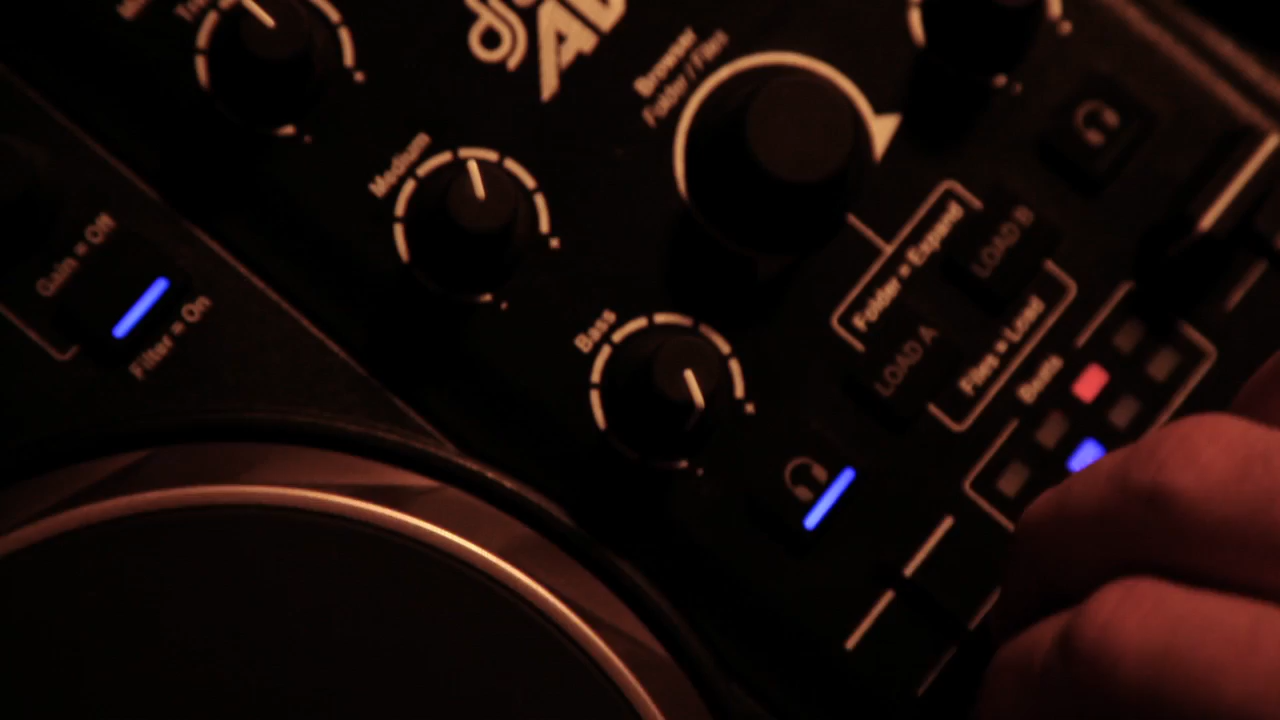 Medium
Bass
Browser
Folder / Files
Gain = Off
Filter = On
Folder = Expand
LOAD B
LOAD A
Files = Load
Beats